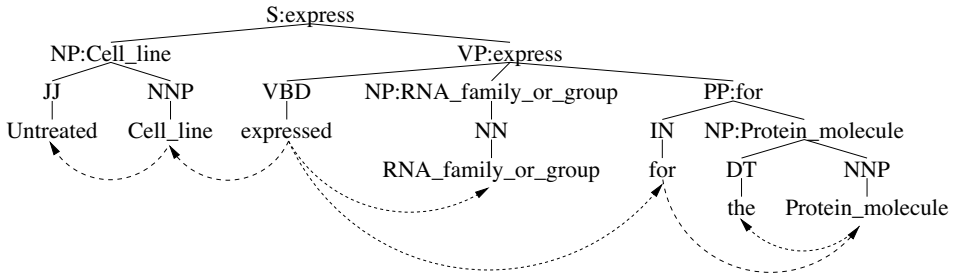 S:express
NP:Cell_line VP:express
JJ NNP VBD NP:RNA_family_or_group PP:for
Untreated Cell_line expressed NN IN NP:Protein_molecule
RNA_family_or_group for DT NNP
the Protein_molecule